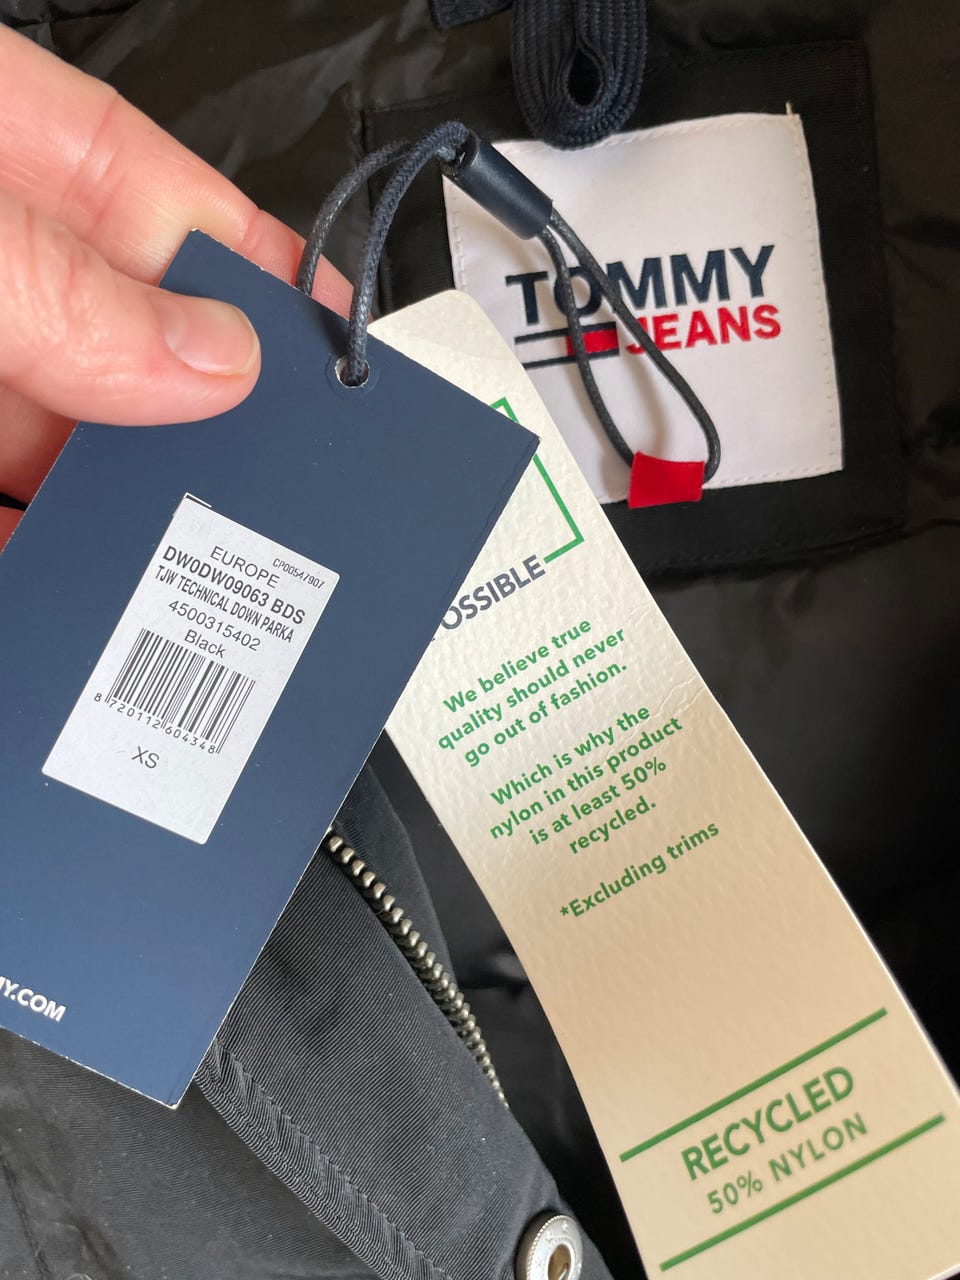 TOMMY
JEANS
EUROPE
CP00547907
DW0DW09063 BDS
TJW TECHNICAL DOWN PARKA
4500315402
Black
8 720112 604348
XS
MY.COM
POSSIBLE
We believe true
quality should never
go out of fashion.
Which is why the
nylon in this product
is at least 50%
recycled.
*Excluding trims
RECYCLED
50% NYLON